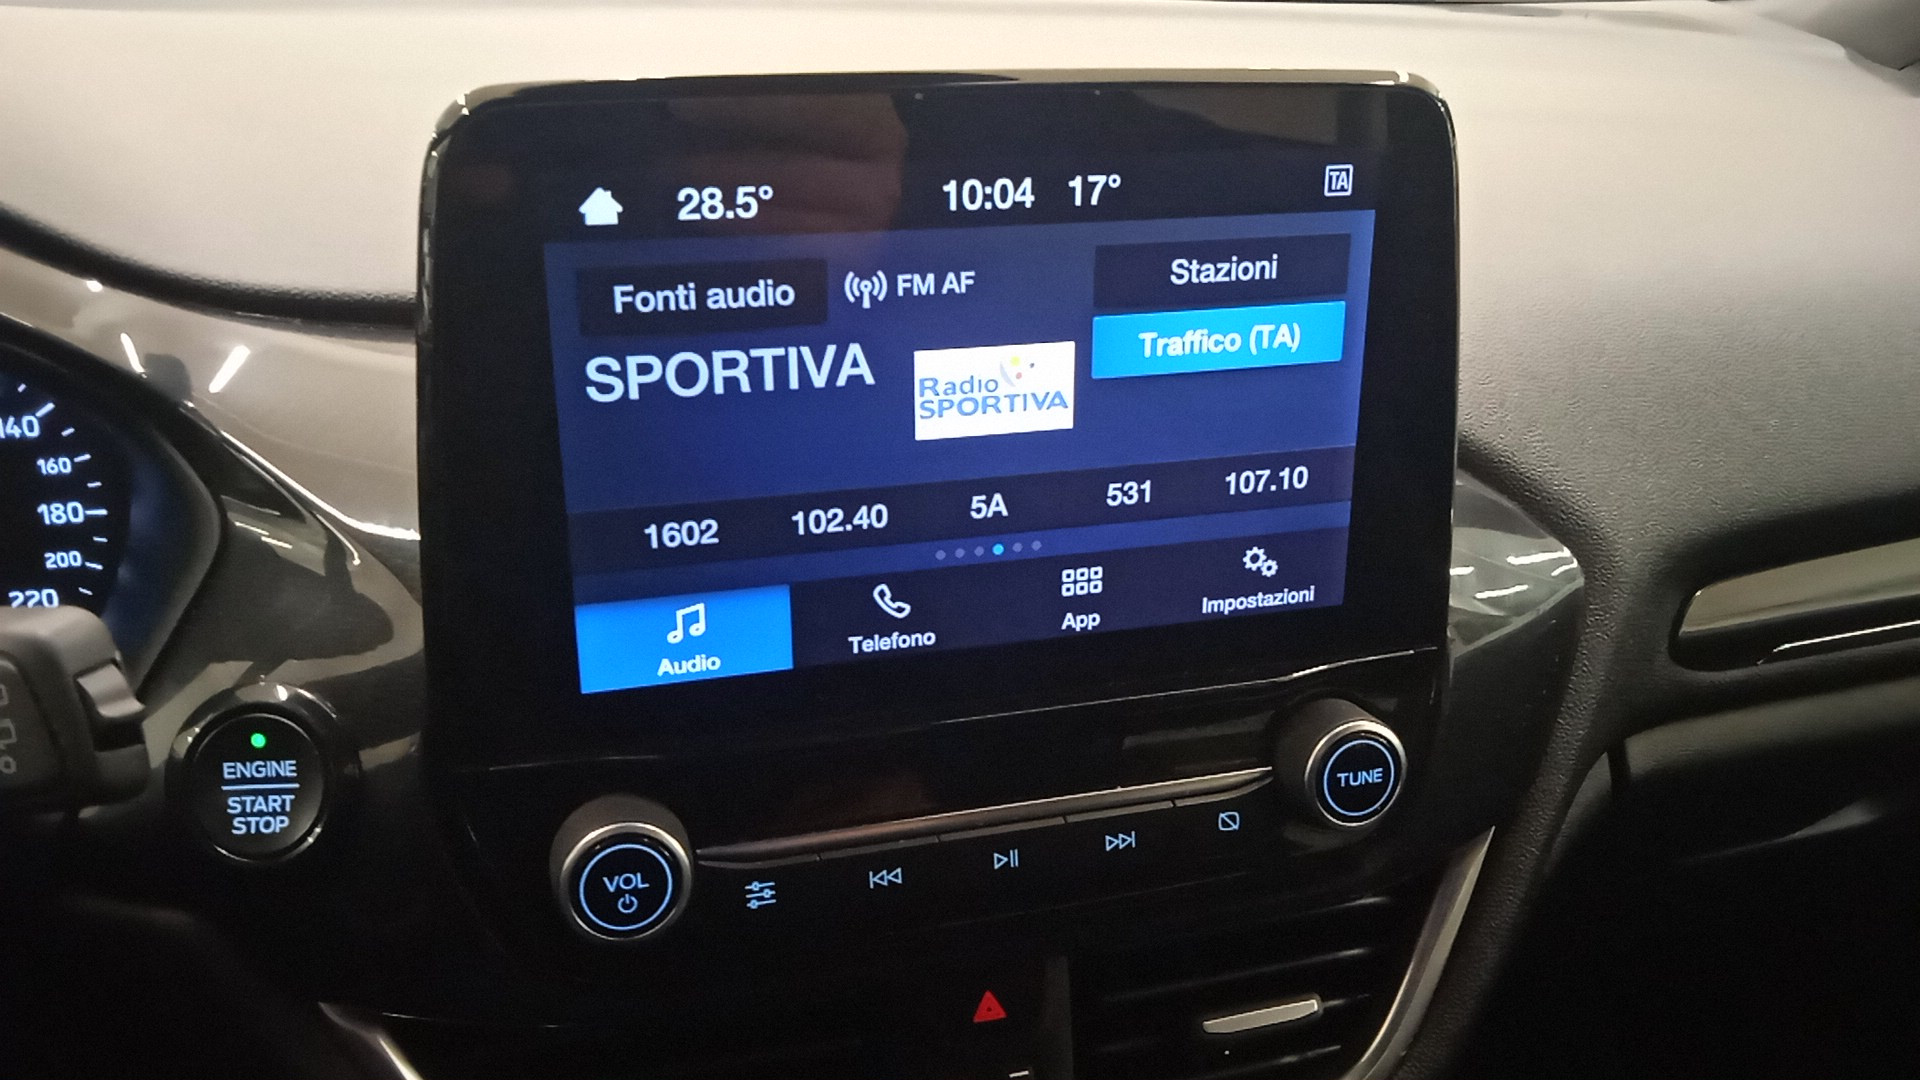 28.5° 10:04 17° TA
Fonti audio FM AF Stazioni
Traffico (TA)
SPORTIVA
Radio
SPORTIVA
1602 102.40 5A 531 107.10
Audio Telefono App Impostazioni
140
160
180
200
220
ENGINE
START
STOP
VOL
TUNE